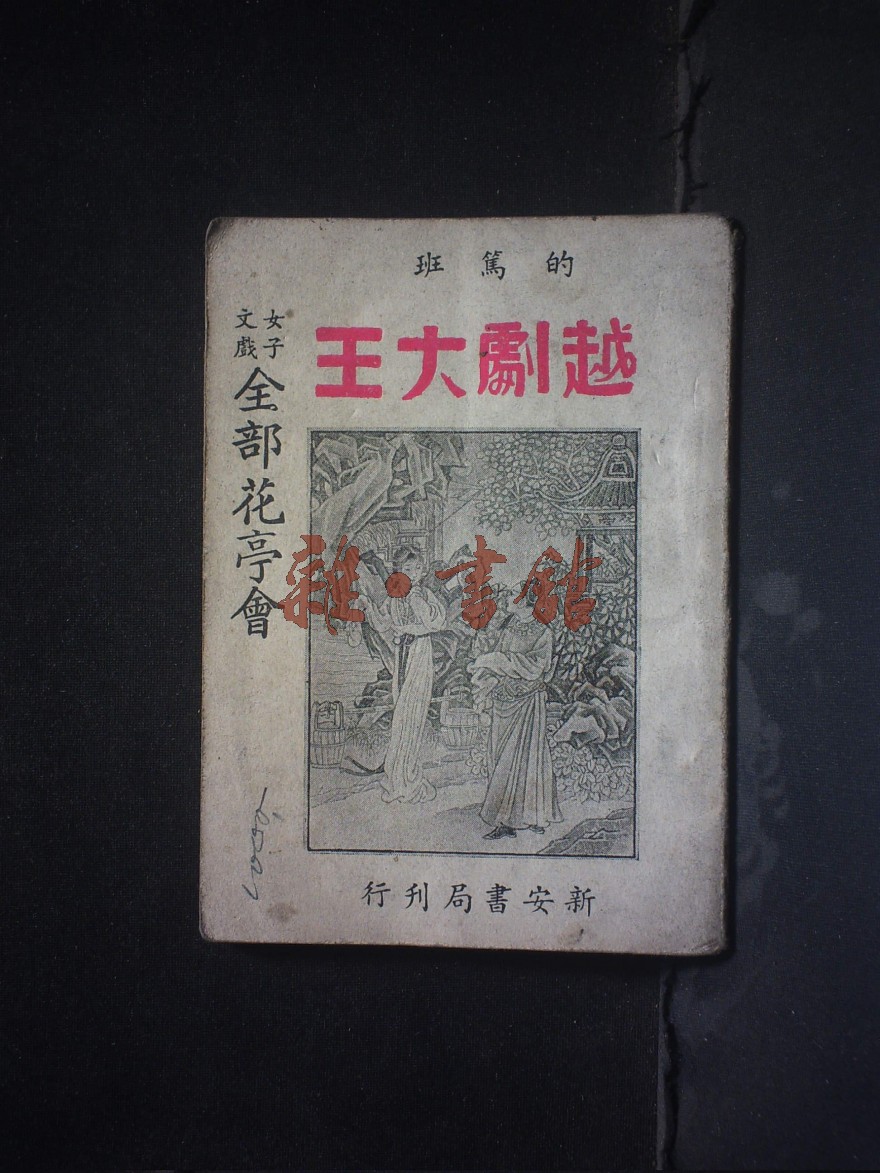 的篤班
越劇大王
女子
文戲
全部花亭會
雜·書館
新安書局刊行